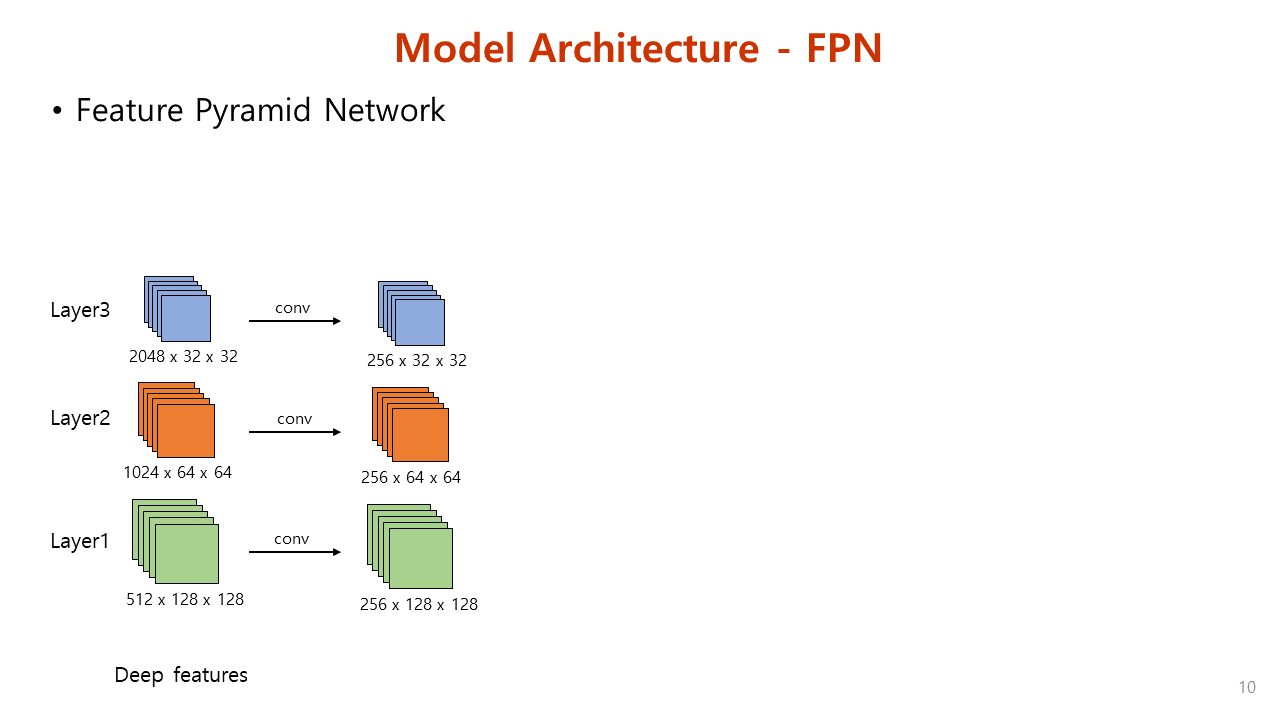 Model Architecture - FPN
• Feature Pyramid Network
Layer3
conv
2048 x 32 x 32
256 x 32 x 32
Layer2
conv
1024 x 64 x 64
256 x 64 x 64
Layer1
conv
512 x 128 x 128
256 x 128 x 128
Deep features
10